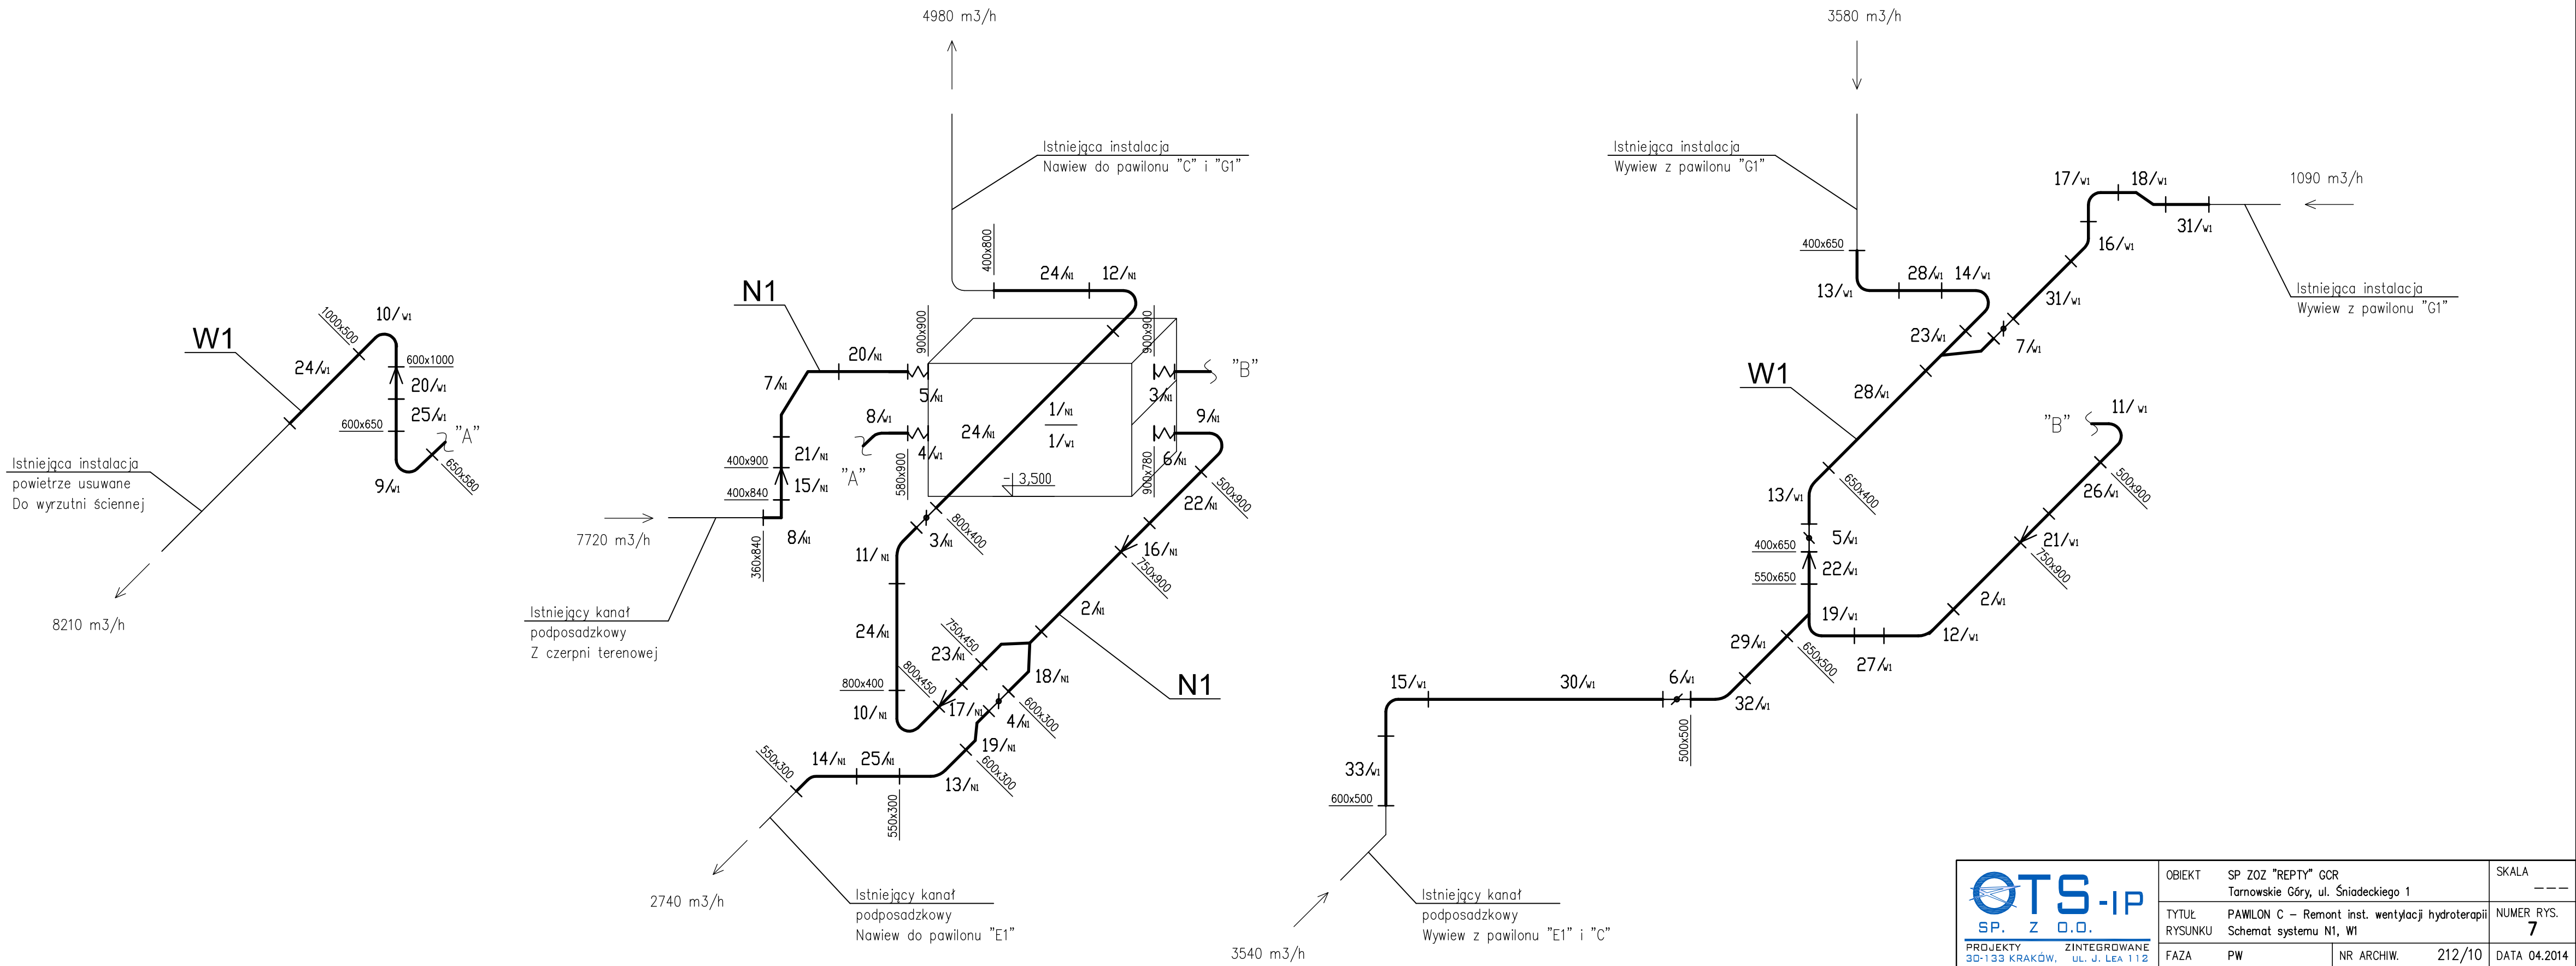 4980 m3/h
3580 m3/h
Istniejąca instalacja
Nawiew do pawilonu "C" i "G1"
Istniejąca instalacja
Wywiew z pawilonu "G1"
17/W1
18/W1
1090 m3/h
31/W1
16/W1
400x800
24/N1
12/N1
400x650
28/W1
14/W1
13/W1
31/W1
Istniejąca instalacja
Wywiew z pawilonu "G1"
N1
10/W1
1000x500
W1
600x1000
24/W1
20/W1
25/W1
600x650
"A"
650x580
9/W1
Istniejąca instalacja
powietrze usuwane
Do wyrzutni ściennej
8210 m3/h
900x900
900x900
20/N1
7/N1
5/N1
3/N1
"B"
8/W1
1/N1
1/W1
9/N1
24/N1
4/W1
6/N1
"A"
580x900
900x780
3,500
400x900
21/N1
400x840
15/N1
500x900
22/N1
7720 m3/h
360x840
8/N1
3/N1
800x400
11/N1
16/N1
750x900
Istniejący kanał
podposadzkowy
Z czerpni terenowej
2/N1
24/N1
750x450
23/N1
800x450
18/N1
800x400
N1
10/N1
17/N1
600x300
4/N1
19/N1
600x300
550x300
14/N1
25/N1
13/N1
550x300
2740 m3/h
Istniejący kanał
podposadzkowy
Nawiew do pawilonu "E1"
23/W1
7/W1
W1
28/W1
"B"
11/W1
650x400
13/W1
500x900
26/W1
5/W1
400x650
21/W1
750x900
22/W1
550x650
2/W1
19/W1
12/W1
29/W1
650x500
27/W1
15/W1
30/W1
6/W1
32/W1
500x500
33/W1
600x500
Istniejący kanał
podposadzkowy
Wywiew z pawilonu "E1" i "C"
3540 m3/h
OTS-IP
SP. Z O.O.
PROJEKTY ZINTEGROWANE
30-133 KRAKÓW, UL. J. LEA 112
OBIEKT SP ZOZ "REPTY" GCR
Tarnowskie Góry, ul. Śniadeckiego 1
SKALA
---
TYTUŁ RYSUNKU PAWILON C – Remont inst. wentylacji hydroterapii
Schemat systemu N1, W1
NUMER RYS.
7
FAZA PW
NR ARCHIW. 212/10
DATA 04.2014